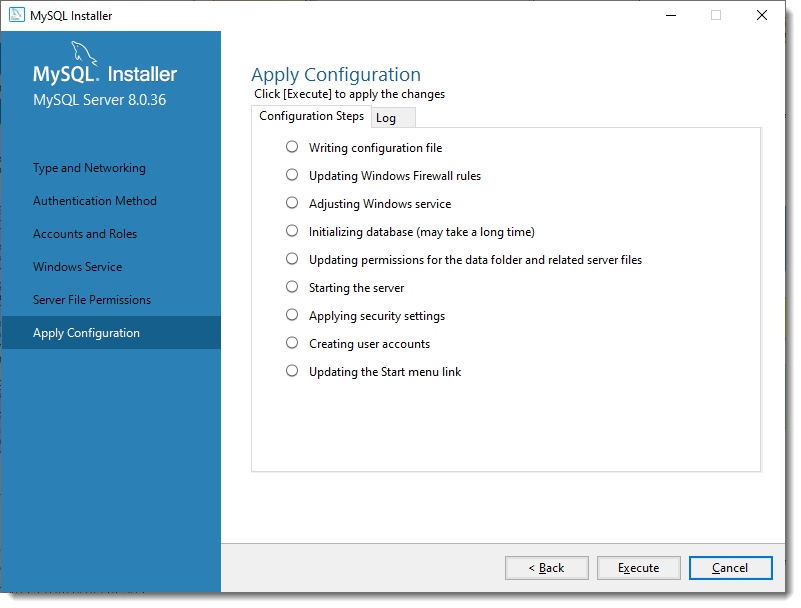 MySQL Installer
MySQL. Installer
MySQL Server 8.0.36
Type and Networking
Authentication Method
Accounts and Roles
Windows Service
Server File Permissions
Apply Configuration
Apply Configuration
Click [Execute] to apply the changes
Configuration Steps Log
Writing configuration file
Updating Windows Firewall rules
Adjusting Windows service
Initializing database (may take a long time)
Updating permissions for the data folder and related server files
Starting the server
Applying security settings
Creating user accounts
Updating the Start menu link
< Back Execute Cancel